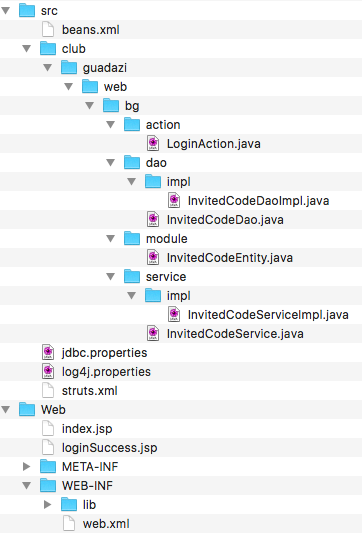 src
beans.xml
club
guadazi
web
bg
action
LoginAction.java
dao
impl
InvitedCodeDaoImpl.java
InvitedCodeDao.java
module
InvitedCodeEntity.java
service
impl
InvitedCodeServiceImpl.java
InvitedCodeService.java
jdbc.properties
log4j.properties
struts.xml
Web
index.jsp
loginSuccess.jsp
META-INF
WEB-INF
lib
web.xml